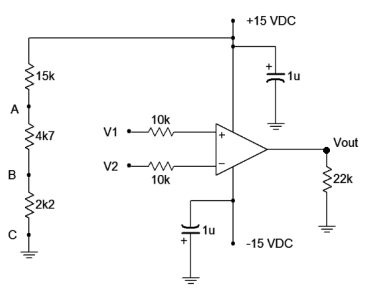 +15 VDC
15k
+
1u
A
10k
V1
+
4k7
Vout
V2
−
B
10k
22k
2k2
1u
C
+
-15 VDC